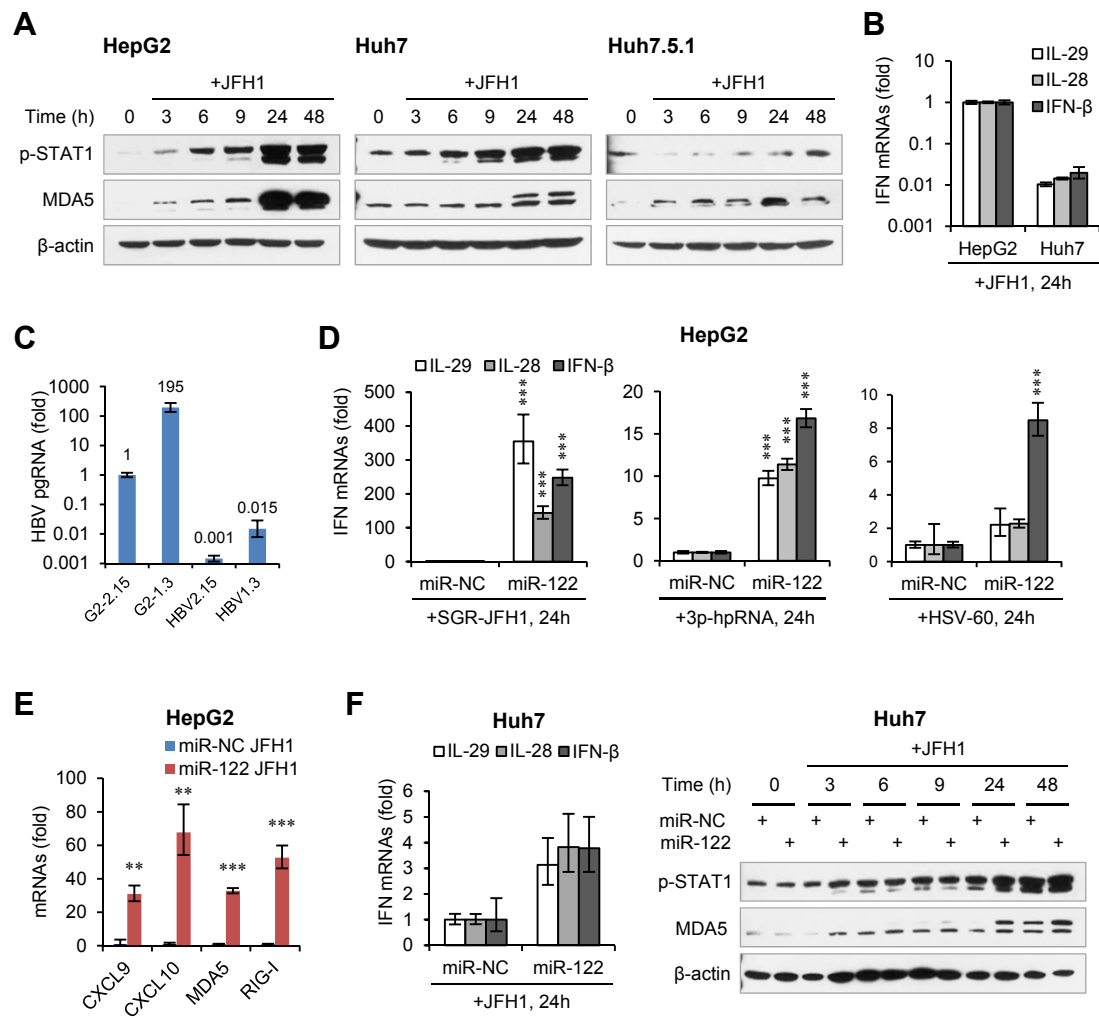 A
HepG2
Huh7
Huh7.5.1
+JFH1
+JFH1
+JFH1
Time (h) 0 3 6 9 24 48 0 3 6 9 24 48 0 3 6 9 24 48
p-STAT1
MDA5
β-actin
B
IL-29
IL-28
IFN-β
IFN mRNAs (fold)
10
1
0.1
0.01
0.001
HepG2 Huh7
+JFH1, 24h
C
HBV pgRNA (fold)
1000
100
10
1
0.1
0.01
0.001
1
195
0.001
0.015
G2-2.15
G2-1.3
HBV2.15
HBV1.3
D
HepG2
IL-29 IL-28 IFN-β
IFN mRNAs (fold)
500
400
300
200
100
0
***
***
***
miR-NC miR-122
+SGR-JFH1, 24h
20
15
10
5
0
***
***
***
miR-NC miR-122
+3p-hpRNA, 24h
10
8
6
4
2
0
***
miR-NC miR-122
+HSV-60, 24h
E
HepG2
miR-NC JFH1
miR-122 JFH1
mRNAs (fold)
100
80
60
40
20
0
**
**
***
***
CXCL9
CXCL10
MDA5
RIG-I
F
Huh7
IL-29 IL-28 IFN-β
IFN mRNAs (fold)
6
5
4
3
2
1
0
miR-NC miR-122
+JFH1, 24h
Huh7
+JFH1
Time (h) 0 3 6 9 24 48
miR-NC + + + + + +
miR-122 + + + + + +
p-STAT1
MDA5
β-actin